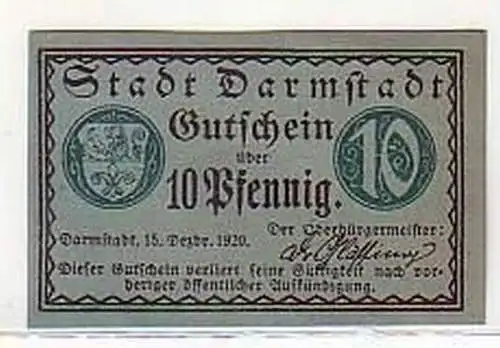 Stadt Darmstadt
Gutschein
über
10 Pfennig.
10
Der Oberbürgermeister:
Darmstadt, 15. Dezbr. 1920.
Dieser Gutschein verliert seine Gültigkeit nach vor-
heriger öffentlicher Auskündigung.